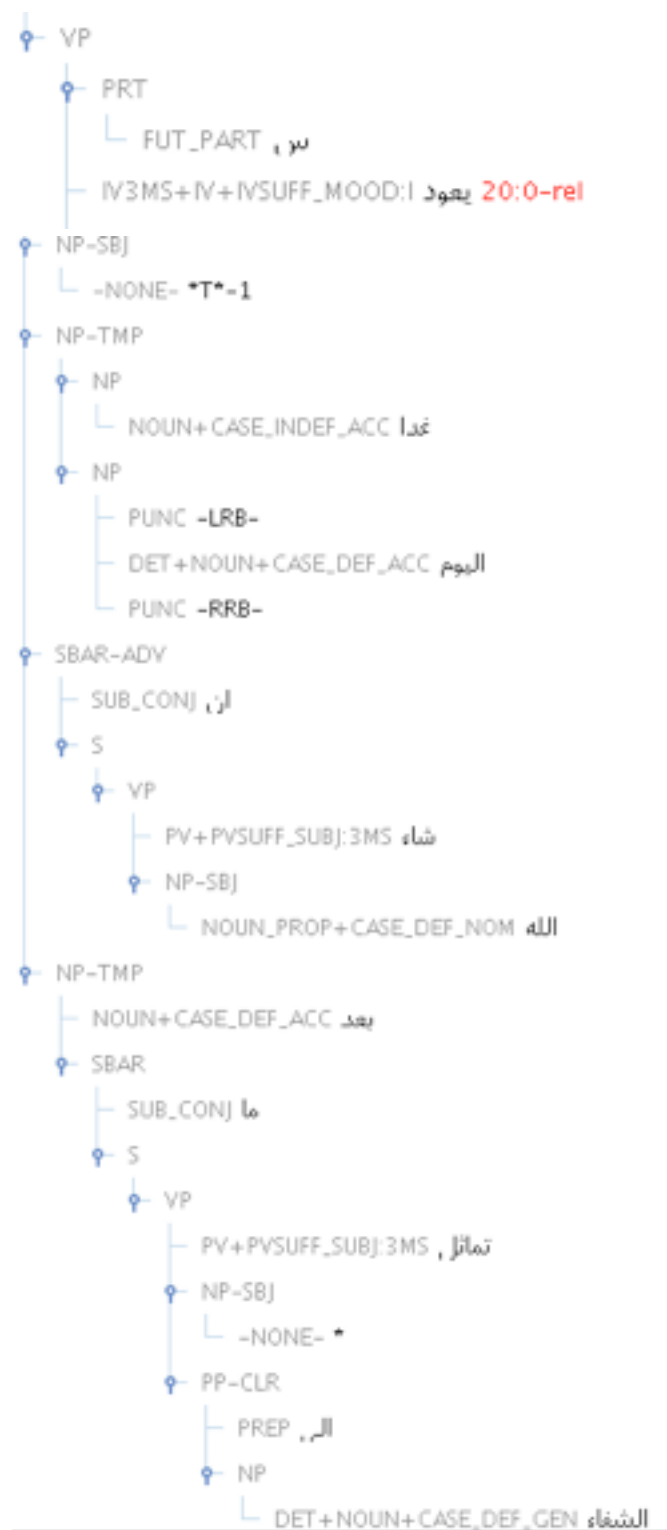 VP
PRT
FUT_PART س
IV3MS+IV+IVSUFF_MOOD:I يعود 20:0-rel
NP-SBJ
-NONE- *T*-1
NP-TMP
NP
NOUN+CASE_INDEF_ACC غدا
NP
PUNC -LRB-
DET+NOUN+CASE_DEF_ACC اليوم
PUNC -RRB-
SBAR-ADV
SUB_CONJ ان
S
VP
PV+PVSUFF_SUBJ:3MS شاء
NP-SBJ
NOUN_PROP+CASE_DEF_NOM الله
NP-TMP
NOUN+CASE_DEF_ACC بعد
SBAR
SUB_CONJ ما
S
VP
PV+PVSUFF_SUBJ:3MS تماثل
NP-SBJ
-NONE- *
PP-CLR
PREP الى
NP
DET+NOUN+CASE_DEF_GEN الشفاء